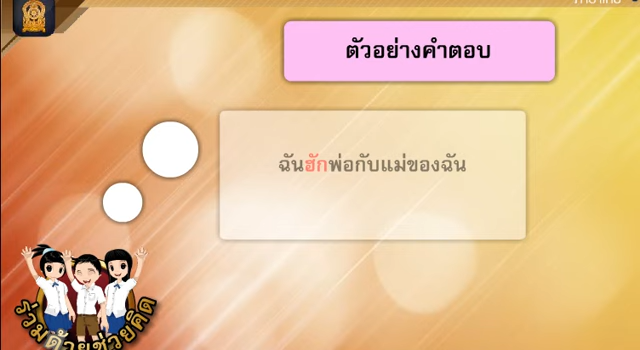 ตัวอย่างคำตอบ
ฉันฮักพ่อกับแม่ของฉัน
ร่วมด้วยช่วยคิด